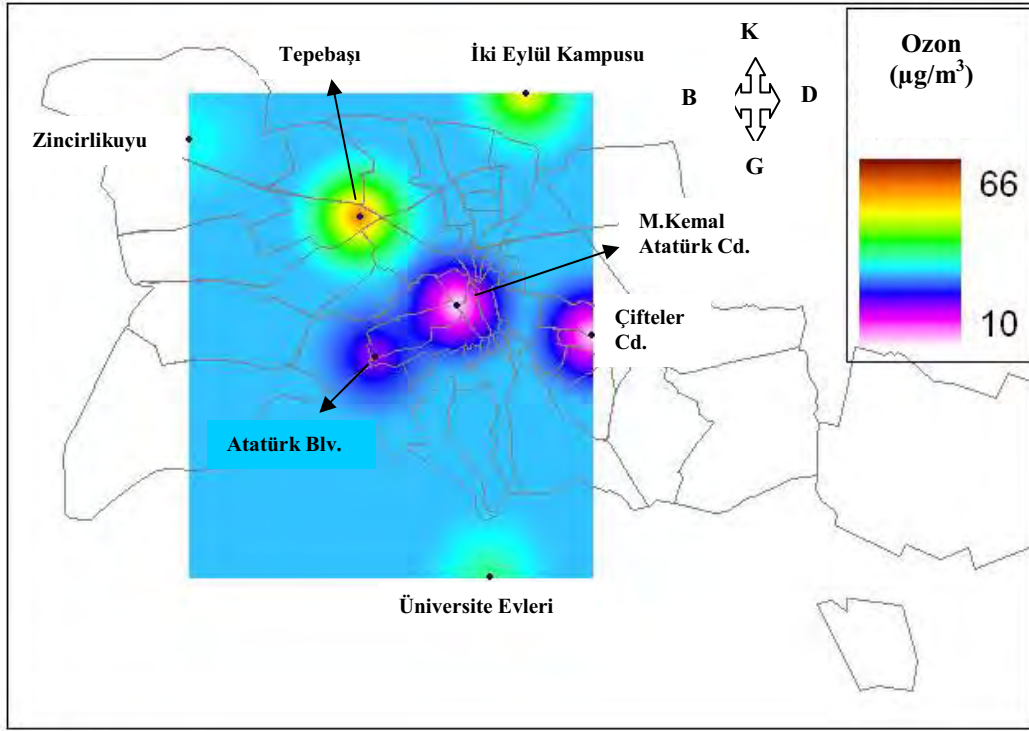 Tepebaşı
İki Eylül Kampusu
K
B
D
G
Ozon
(µg/m³)
66
10
Zincirlikuyu
M.Kemal
Atatürk Cd.
Çifteler
Cd.
Atatürk Blv.
Üniversite Evleri